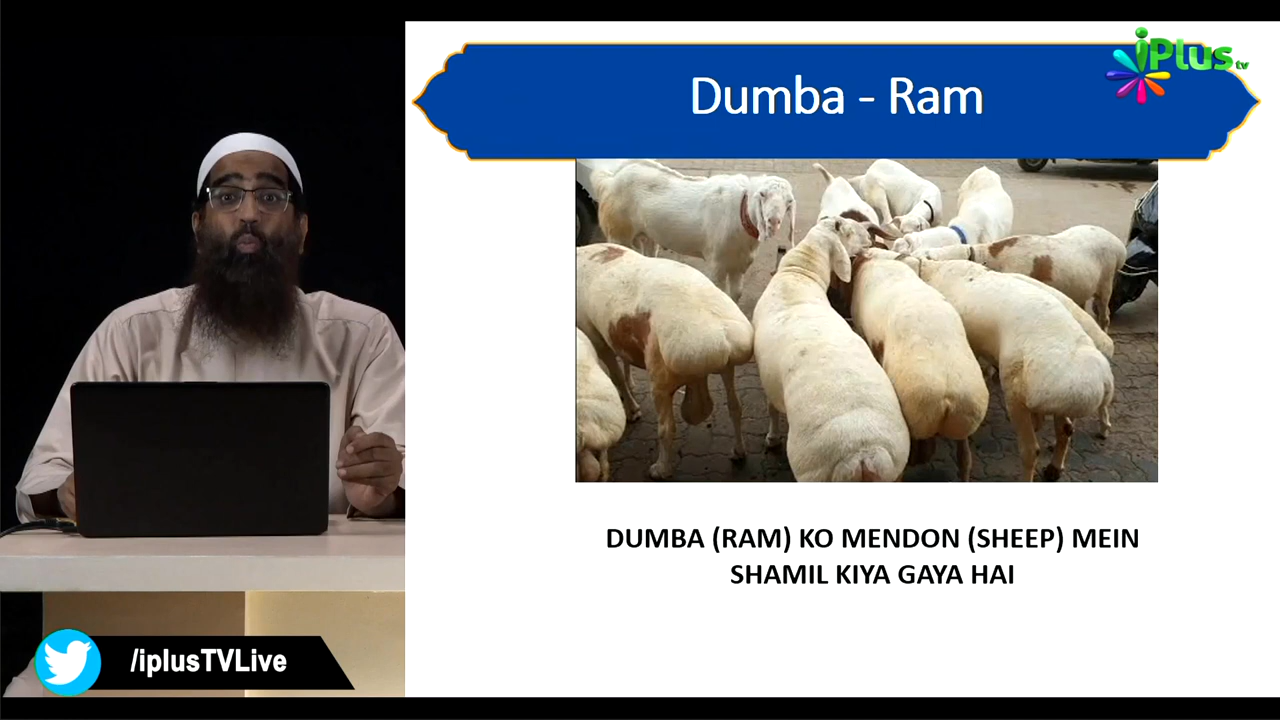 iPlus tv
Dumba - Ram
DUMBA (RAM) KO MENDON (SHEEP) MEIN
SHAMIL KIYA GAYA HAI
/iplusTVLive